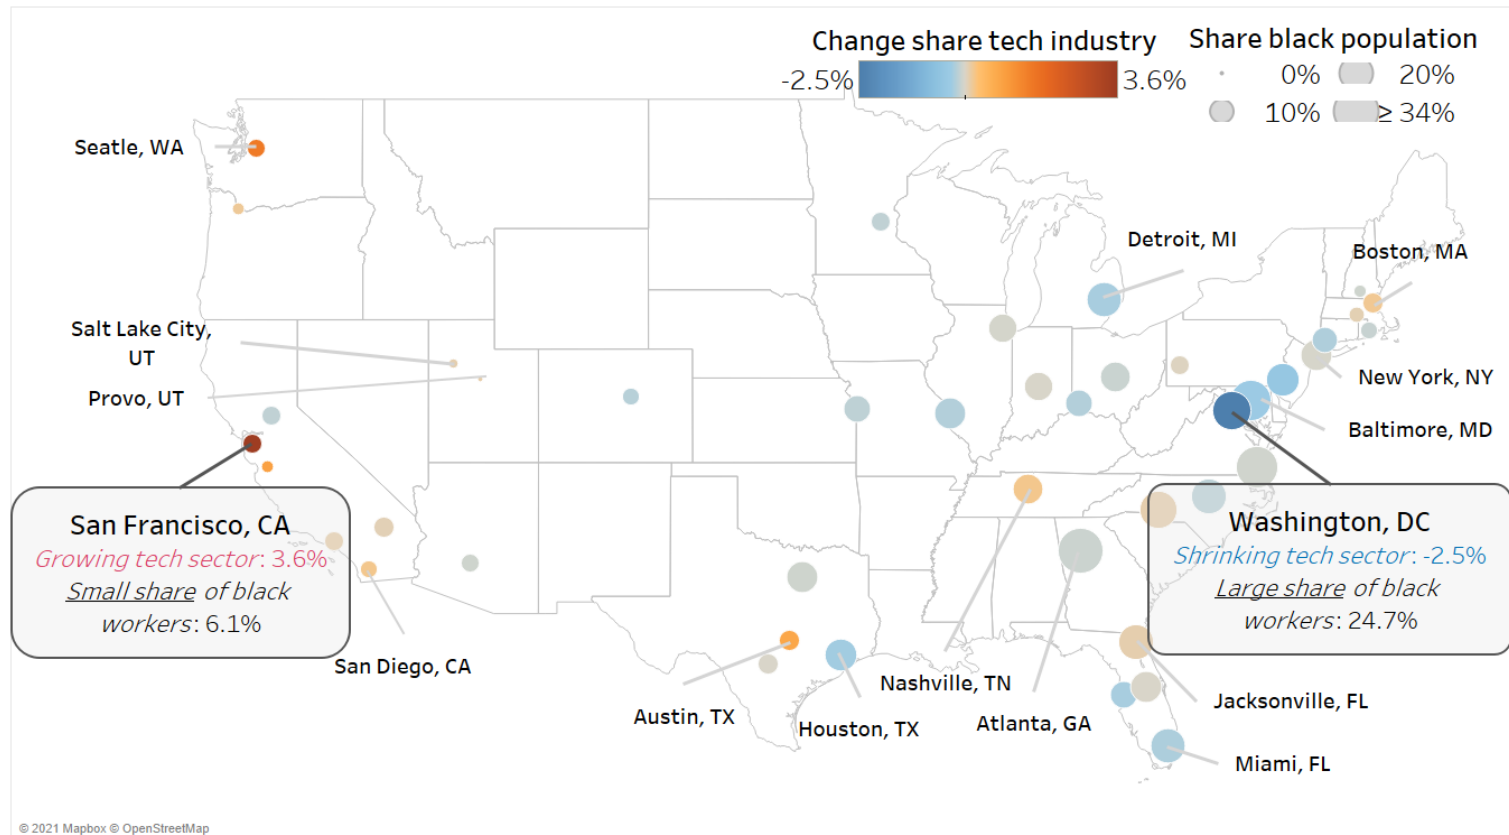 Change share tech industry
-2.5%
3.6%
Share black population
0%
20%
10%
≥ 34%
Seatle, WA
Detroit, MI
Boston, MA
Salt Lake City,
UT
Provo, UT
New York, NY
Baltimore, MD
San Francisco, CA
Growing tech sector: 3.6%
Small share of black
workers: 6.1%
Washington, DC
Shrinking tech sector: -2.5%
Large share of black
workers: 24.7%
San Diego, CA
Austin, TX
Houston, TX
Nashville, TN
Atlanta, GA
Jacksonville, FL
Miami, FL
© 2021 Mapbox © OpenStreetMap